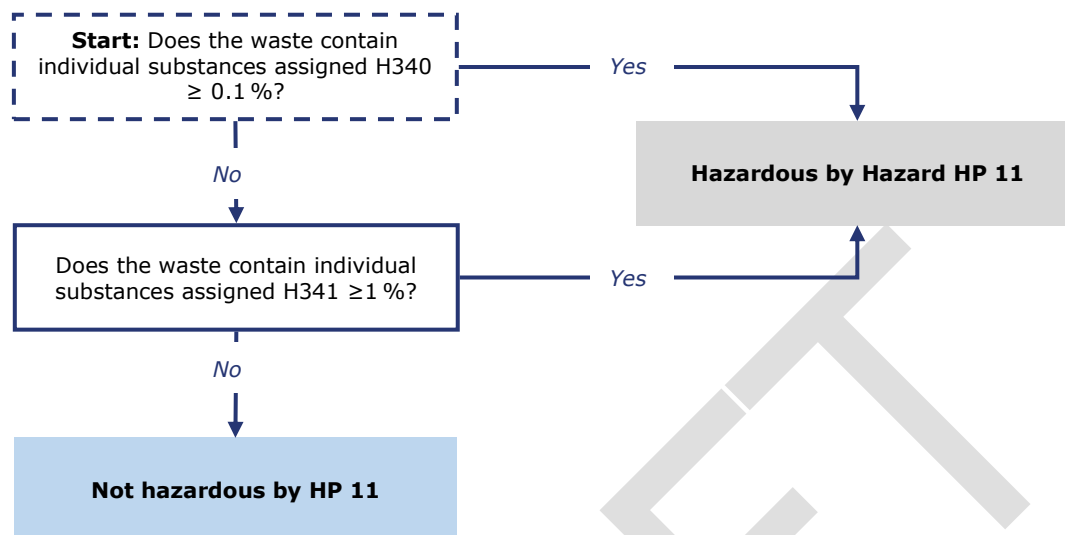 Start: Does the waste contain
individual substances assigned H340
≥ 0.1 %?
Yes
No
Hazardous by Hazard HP 11
Does the waste contain individual
substances assigned H341 ≥1 %?
Yes
No
Not hazardous by HP 11